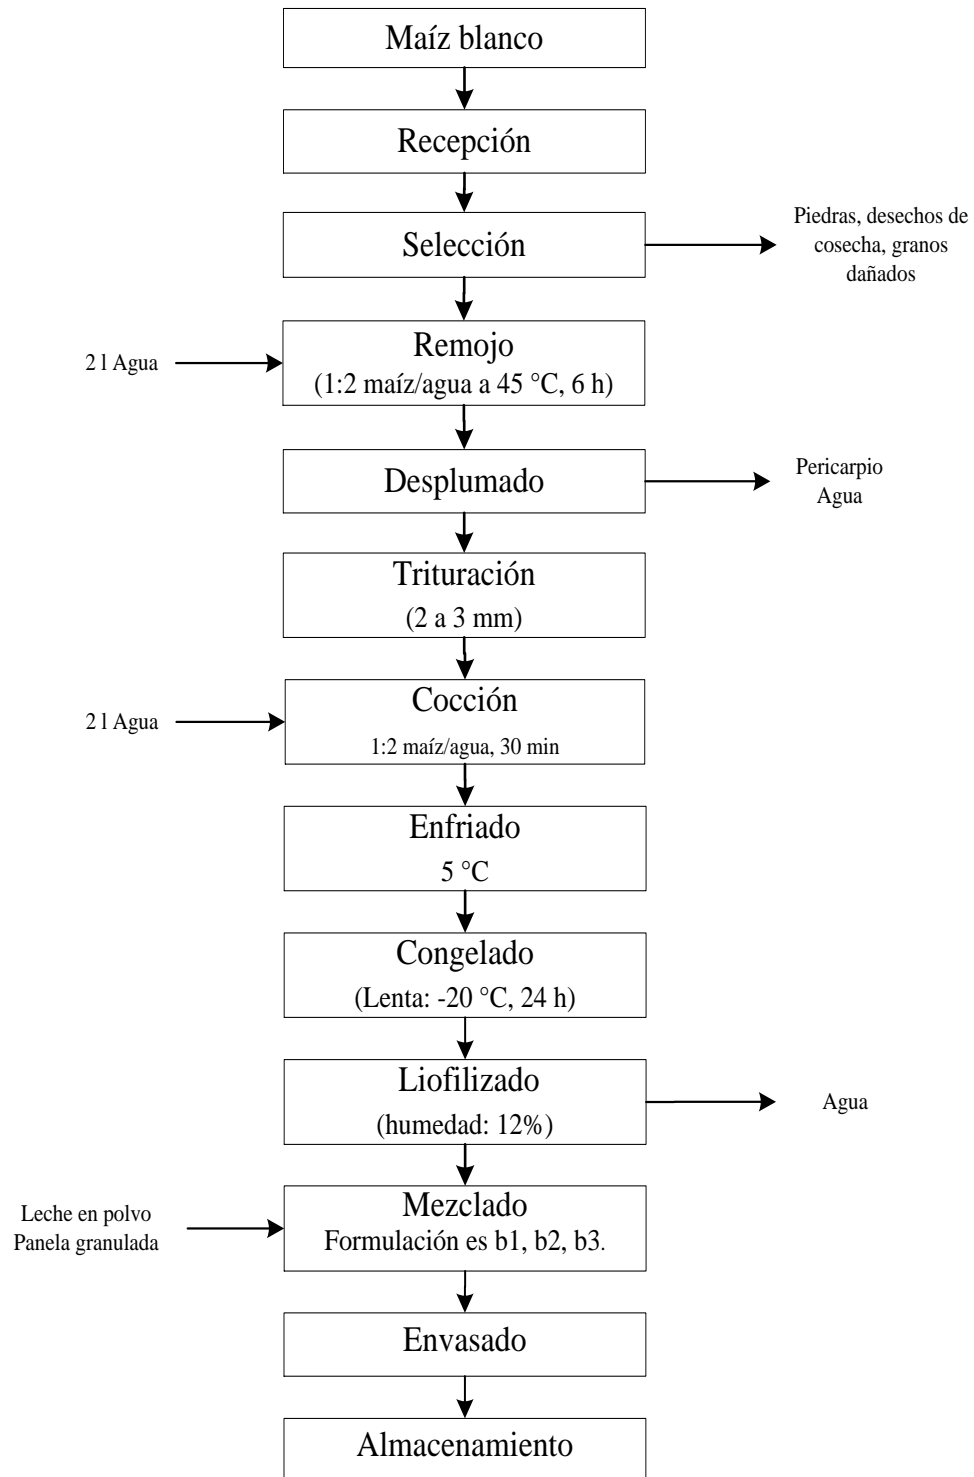 Maíz blanco
Recepción
Selección
Piedras, desechos de
cosecha, granos
dañados
Remojo
(1:2 maíz/agua a 45 °C, 6 h)
2 l Agua
Desplumado
Pericarpio
Agua
Trituración
(2 a 3 mm)
Cocción
1:2 maíz/agua, 30 min
2 l Agua
Enfriado
5 °C
Congelado
(Lenta: -20 °C, 24 h)
Liofilizado
(humedad: 12%)
Agua
Mezclado
Formulación es b1, b2, b3.
Leche en polvo
Panela granulada
Envasado
Almacenamiento